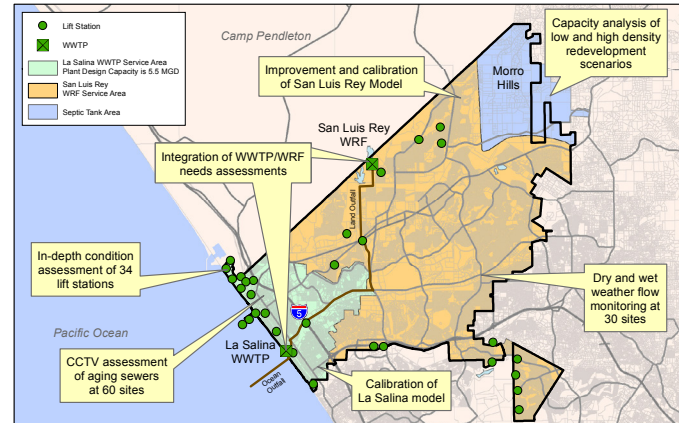 Lift Station
WWTP
La Salina WWTP Service Area
Plant Design Capacity is 5.5 MGD
San Luis Rey
WRF Service Area
Septic Tank Area
Camp Pendleton
Capacity analysis of
low and high density
redevelopment
scenarios
Improvement and calibration
of San Luis Rey Model
Morro
Hills
San Luis Rey
WRF
Integration of WWTP/WRF
needs assessments
Land Outfall
In-depth condition
assessment of 34
lift stations
Dry and wet
weather flow
monitoring at
30 sites
5
Pacific Ocean
La Salina
WWTP
CCTV assessment
of aging sewers
at 60 sites
Ocean
Outfall
Calibration of
La Salina model